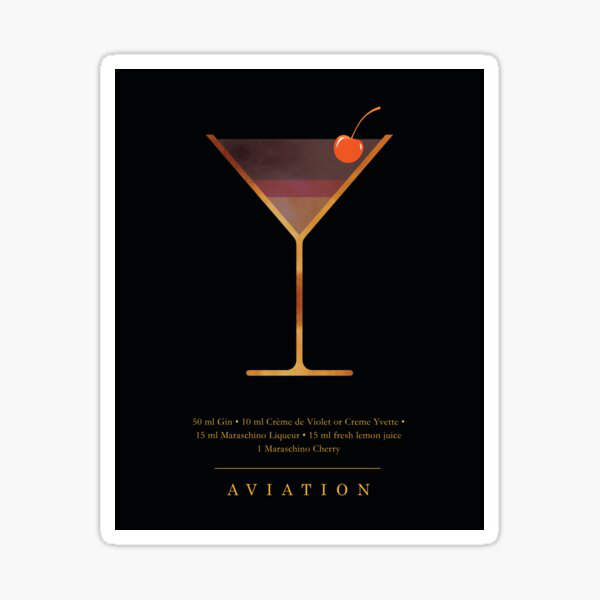 50 ml Gin • 10 ml Crème de Violet or Creme Yvette •
15 ml Maraschino Liqueur • 15 ml fresh lemon juice
1 Maraschino Cherry
AVIATION